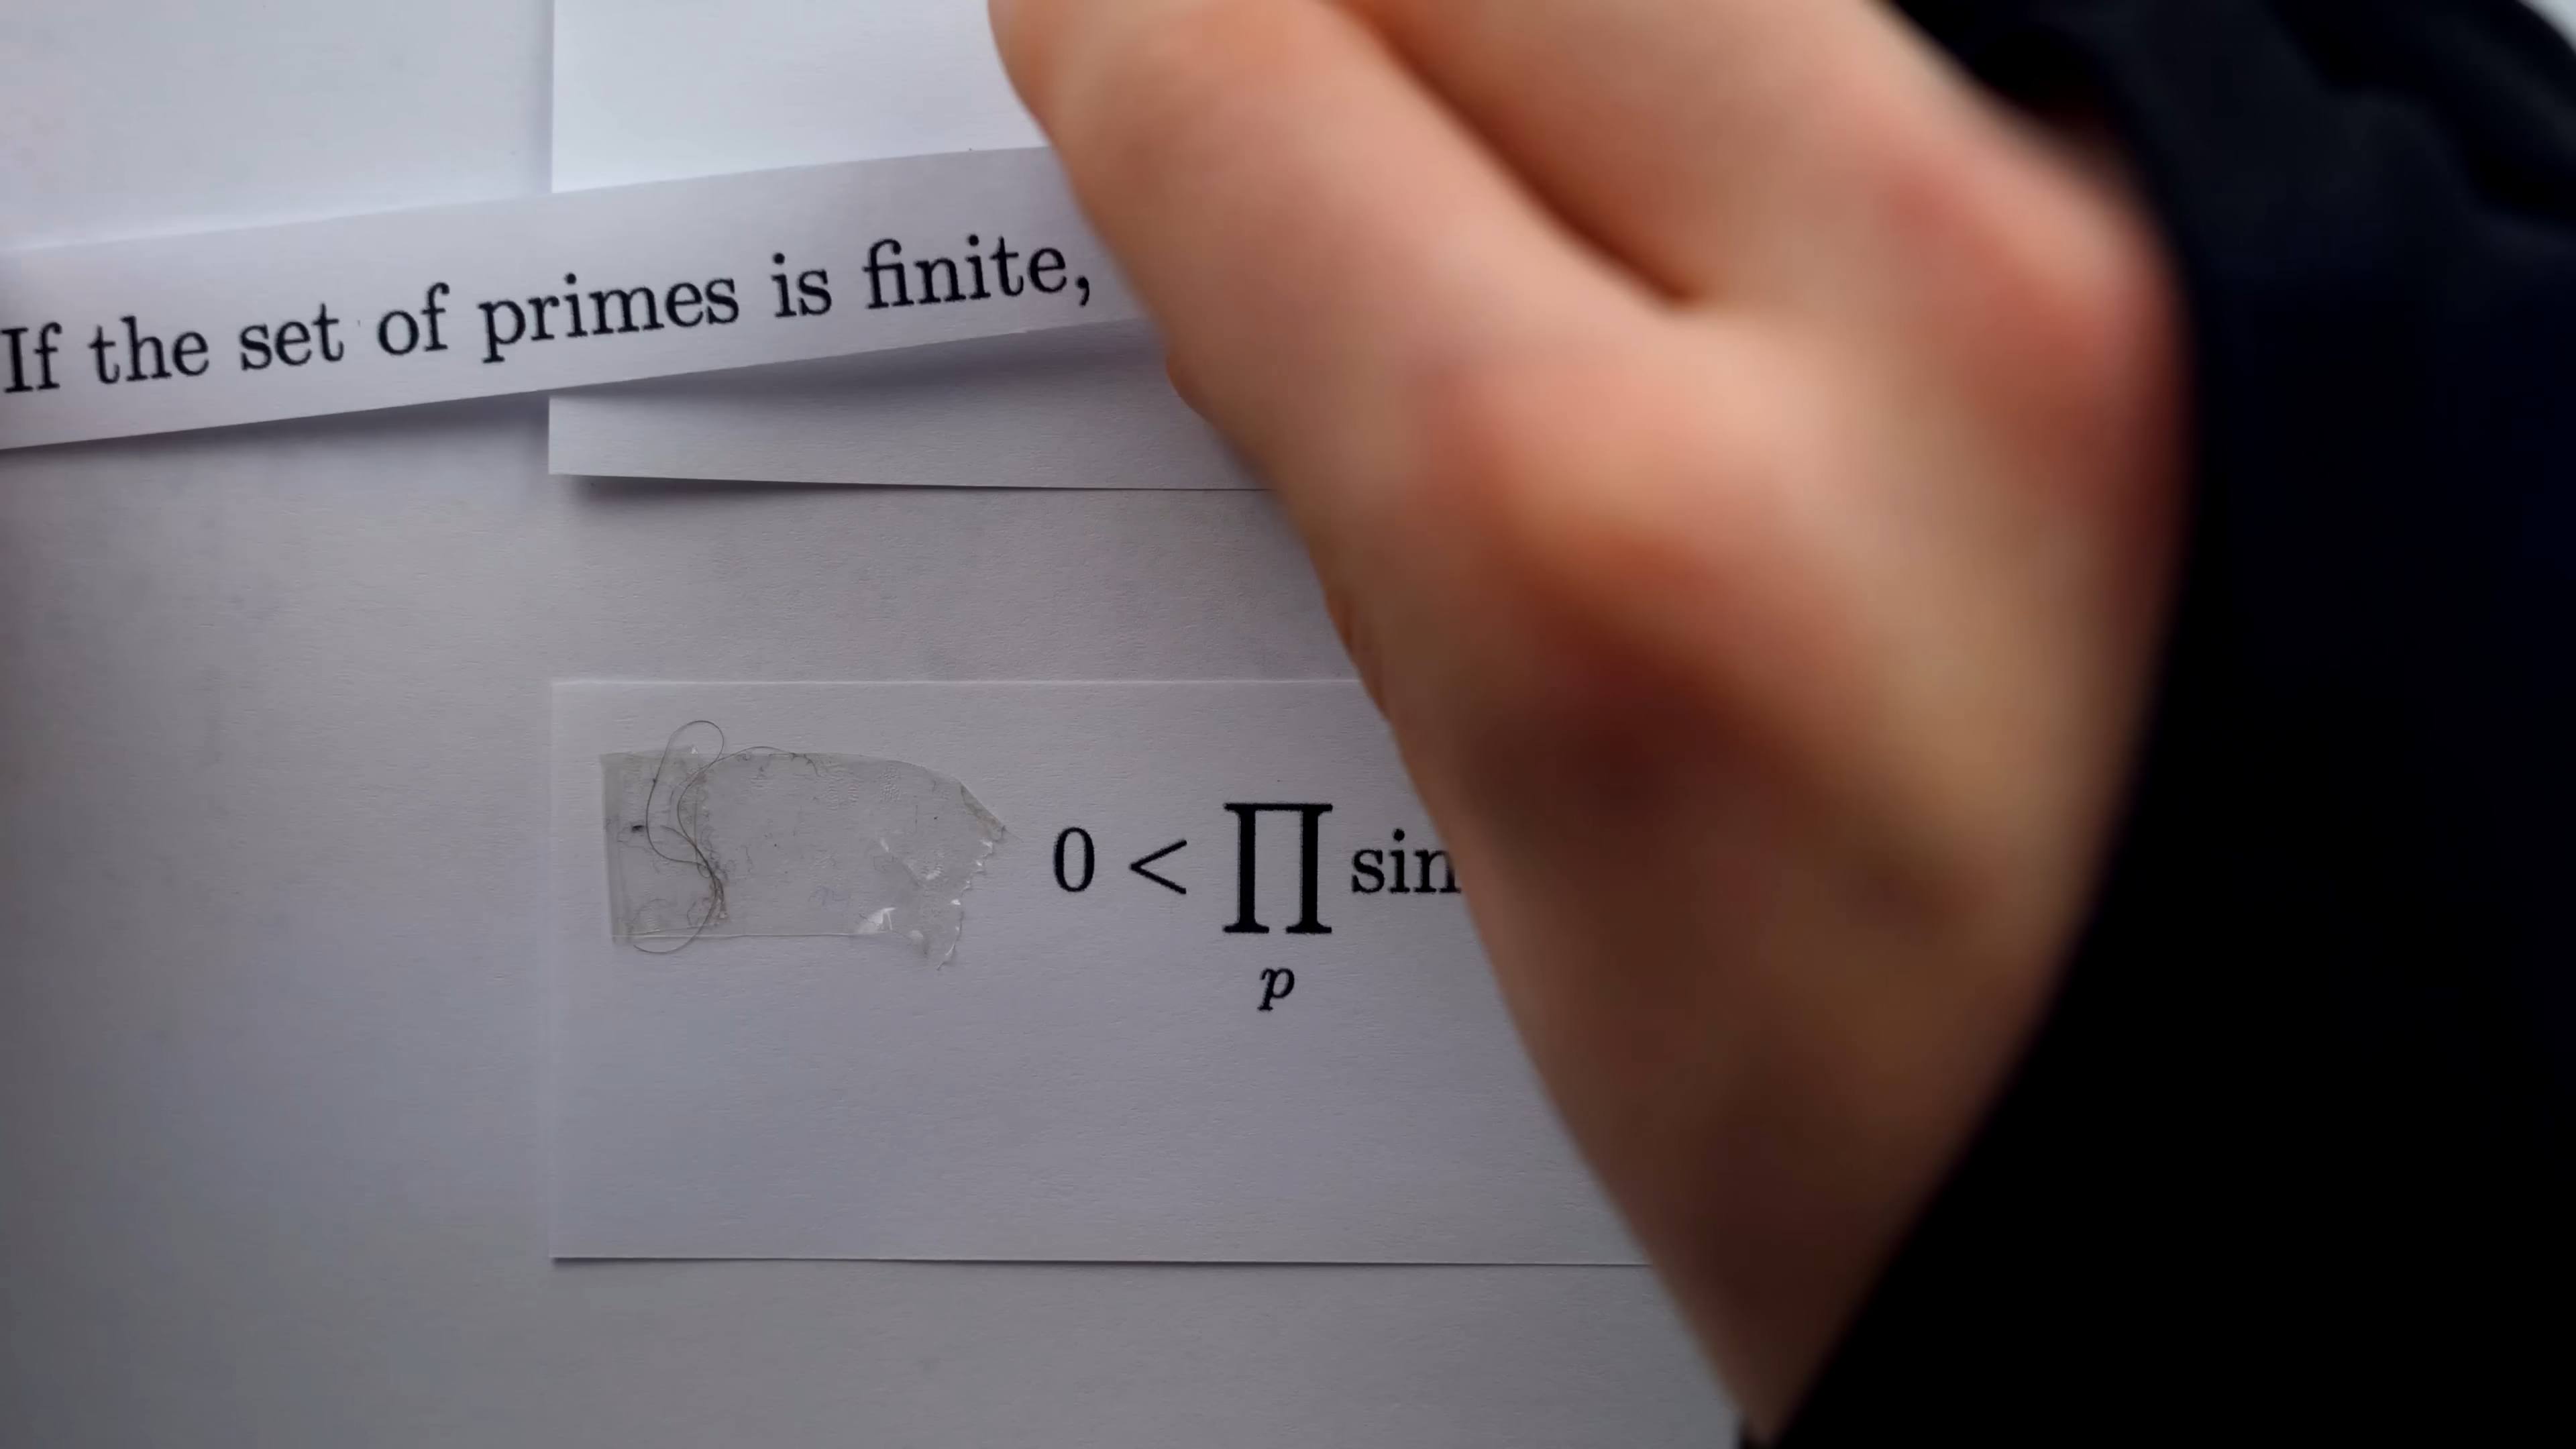 If the set of primes is finite,
0 < ∏ sin
p